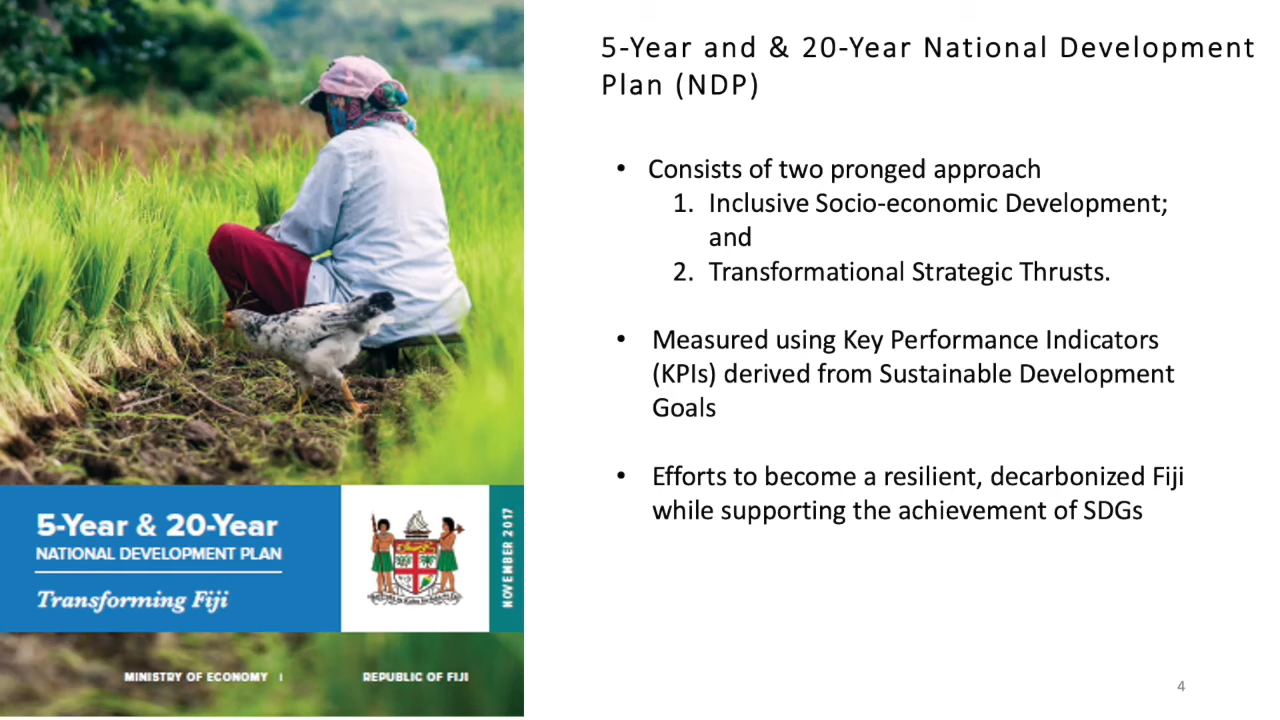 5-Year and & 20-Year National Development
Plan (NDP)
• Consists of two pronged approach
1. Inclusive Socio-economic Development;
and
2. Transformational Strategic Thrusts.
• Measured using Key Performance Indicators
(KPIs) derived from Sustainable Development
Goals
• Efforts to become a resilient, decarbonized Fiji
while supporting the achievement of SDGs
5-Year & 20-Year
NATIONAL DEVELOPMENT PLAN
Transforming Fiji
NOVEMBER 2017
MINISTRY OF ECONOMY |
REPUBLIC OF FIJI
4